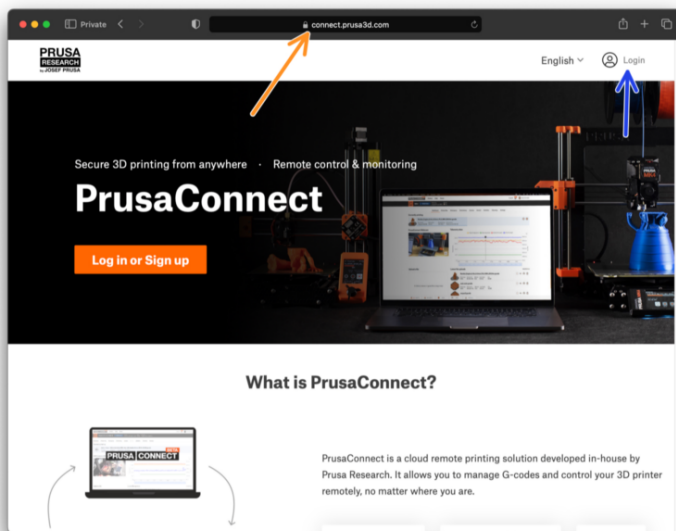 Private
connect.prusa3d.com
PRUSA
RESEARCH
by JOSEF PRUSA
English
Login
Secure 3D printing from anywhere · Remote control & monitoring
PrusaConnect
Log in or Sign up
What is PrusaConnect?
BETA
PRUSA CONNECT
PrusaConnect is a cloud remote printing solution developed in-house by
Prusa Research. It allows you to manage G-codes and control your 3D printer
remotely, no matter where you are.